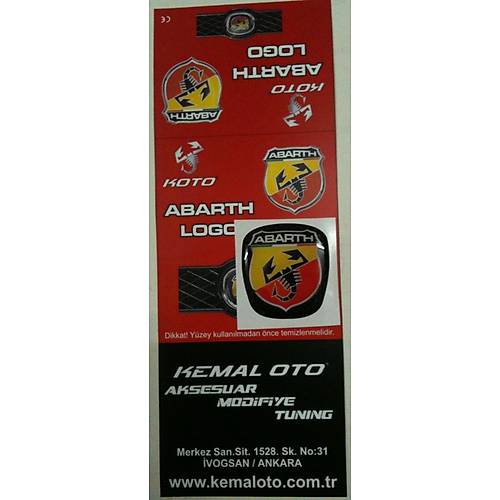 CE
LOGO
ABARTH
KOTO
ABARTH
KOTO
ABARTH
ABARTH
LOGO
ABARTH
Dikkat! Yüzey kullanılmadan önce temizlenmelidir.
KEMAL OTO
AKSESUAR
MODİFİYE
TUNING
Merkez San.Sit. 1528. Sk. No:31
İVOGSAN / ANKARA
www.kemaloto.com.tr